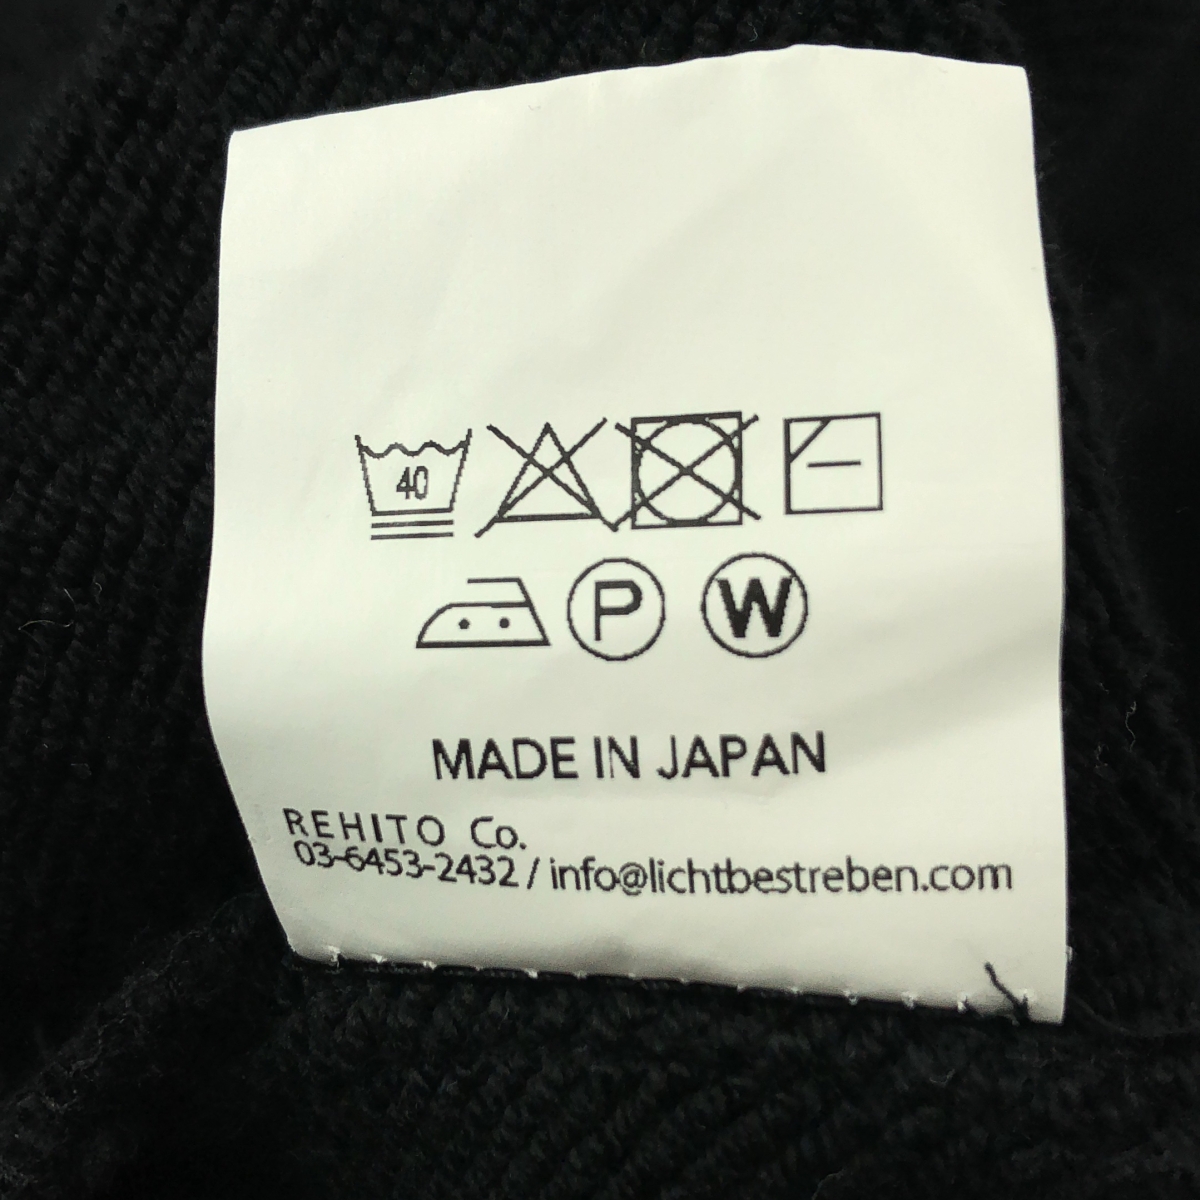 40
P W
MADE IN JAPAN
REHITO Co.
03-6453-2432 / info@lichtbestreben.com